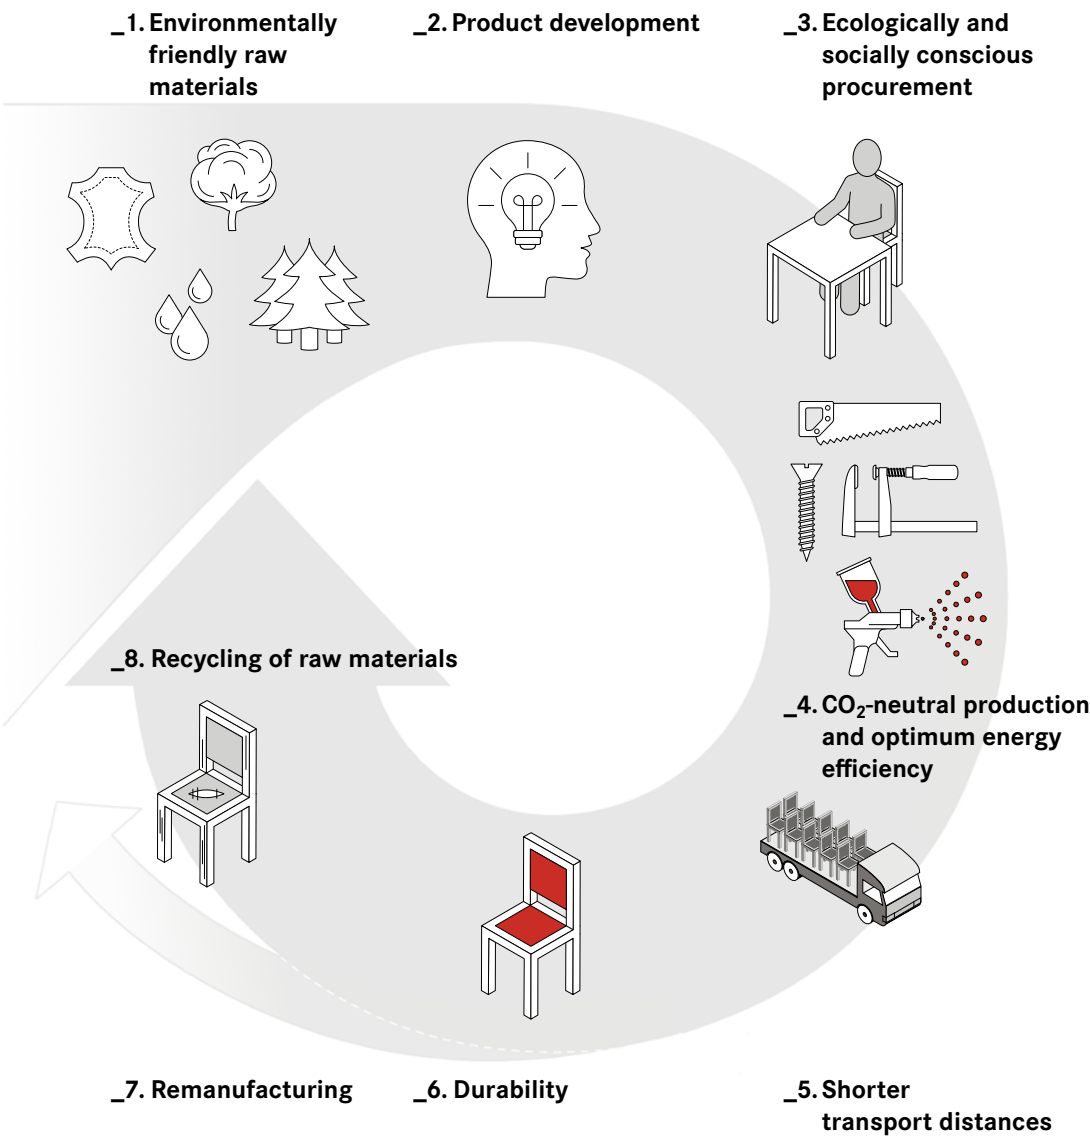 _1. Environmentally
friendly raw
materials
_2. Product development
_3. Ecologically and
socially conscious
procurement
_4. CO₂-neutral production
and optimum energy
efficiency
_5. Shorter
transport distances
_6. Durability
_7. Remanufacturing
_8. Recycling of raw materials